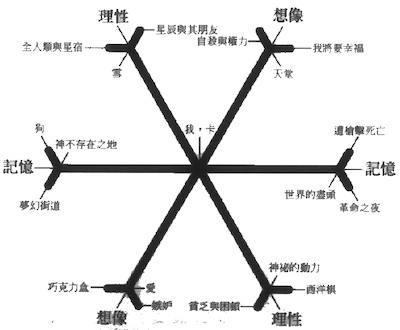 理性
想像
星辰與其朋友
自殺與權力
全人類與星宿
我將要幸福
雪
天堂
我，卡
狗
遭槍擊死亡
神不存在之地
記憶
記憶
世界的盡頭
夢幻街道
革命之夜
神祕的動力
巧克力盒
愛
西洋棋
嫉妒
貧乏與困頓
想像
理性